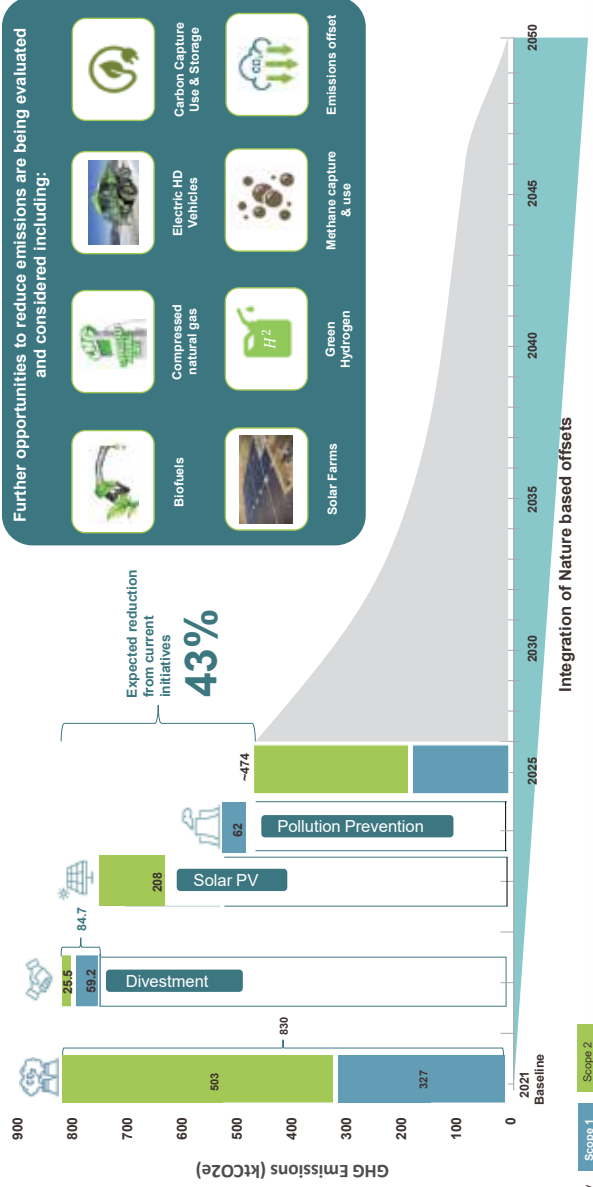 Further opportunities to reduce emissions are being evaluated
and considered including:
Biofuels
Compressed
natural gas
Electric HD
Vehicles
Carbon Capture
Use & Storage
Solar Farms
H²
Green
Hydrogen
Methane capture
& use
CO₂
Emissions offset
Expected reduction
from current
initiatives
43%
GHG Emissions (ktCO2e)
900
800
700
600
500
400
300
200
100
0
CO₂
503
327
830
25.5
59.2
84.7
Divestment
208
Solar PV
62
Pollution Prevention
~474
2021
Baseline
2025
2030
2035
2040
2045
2050
Integration of Nature based offsets
Scope 1
Scope 2